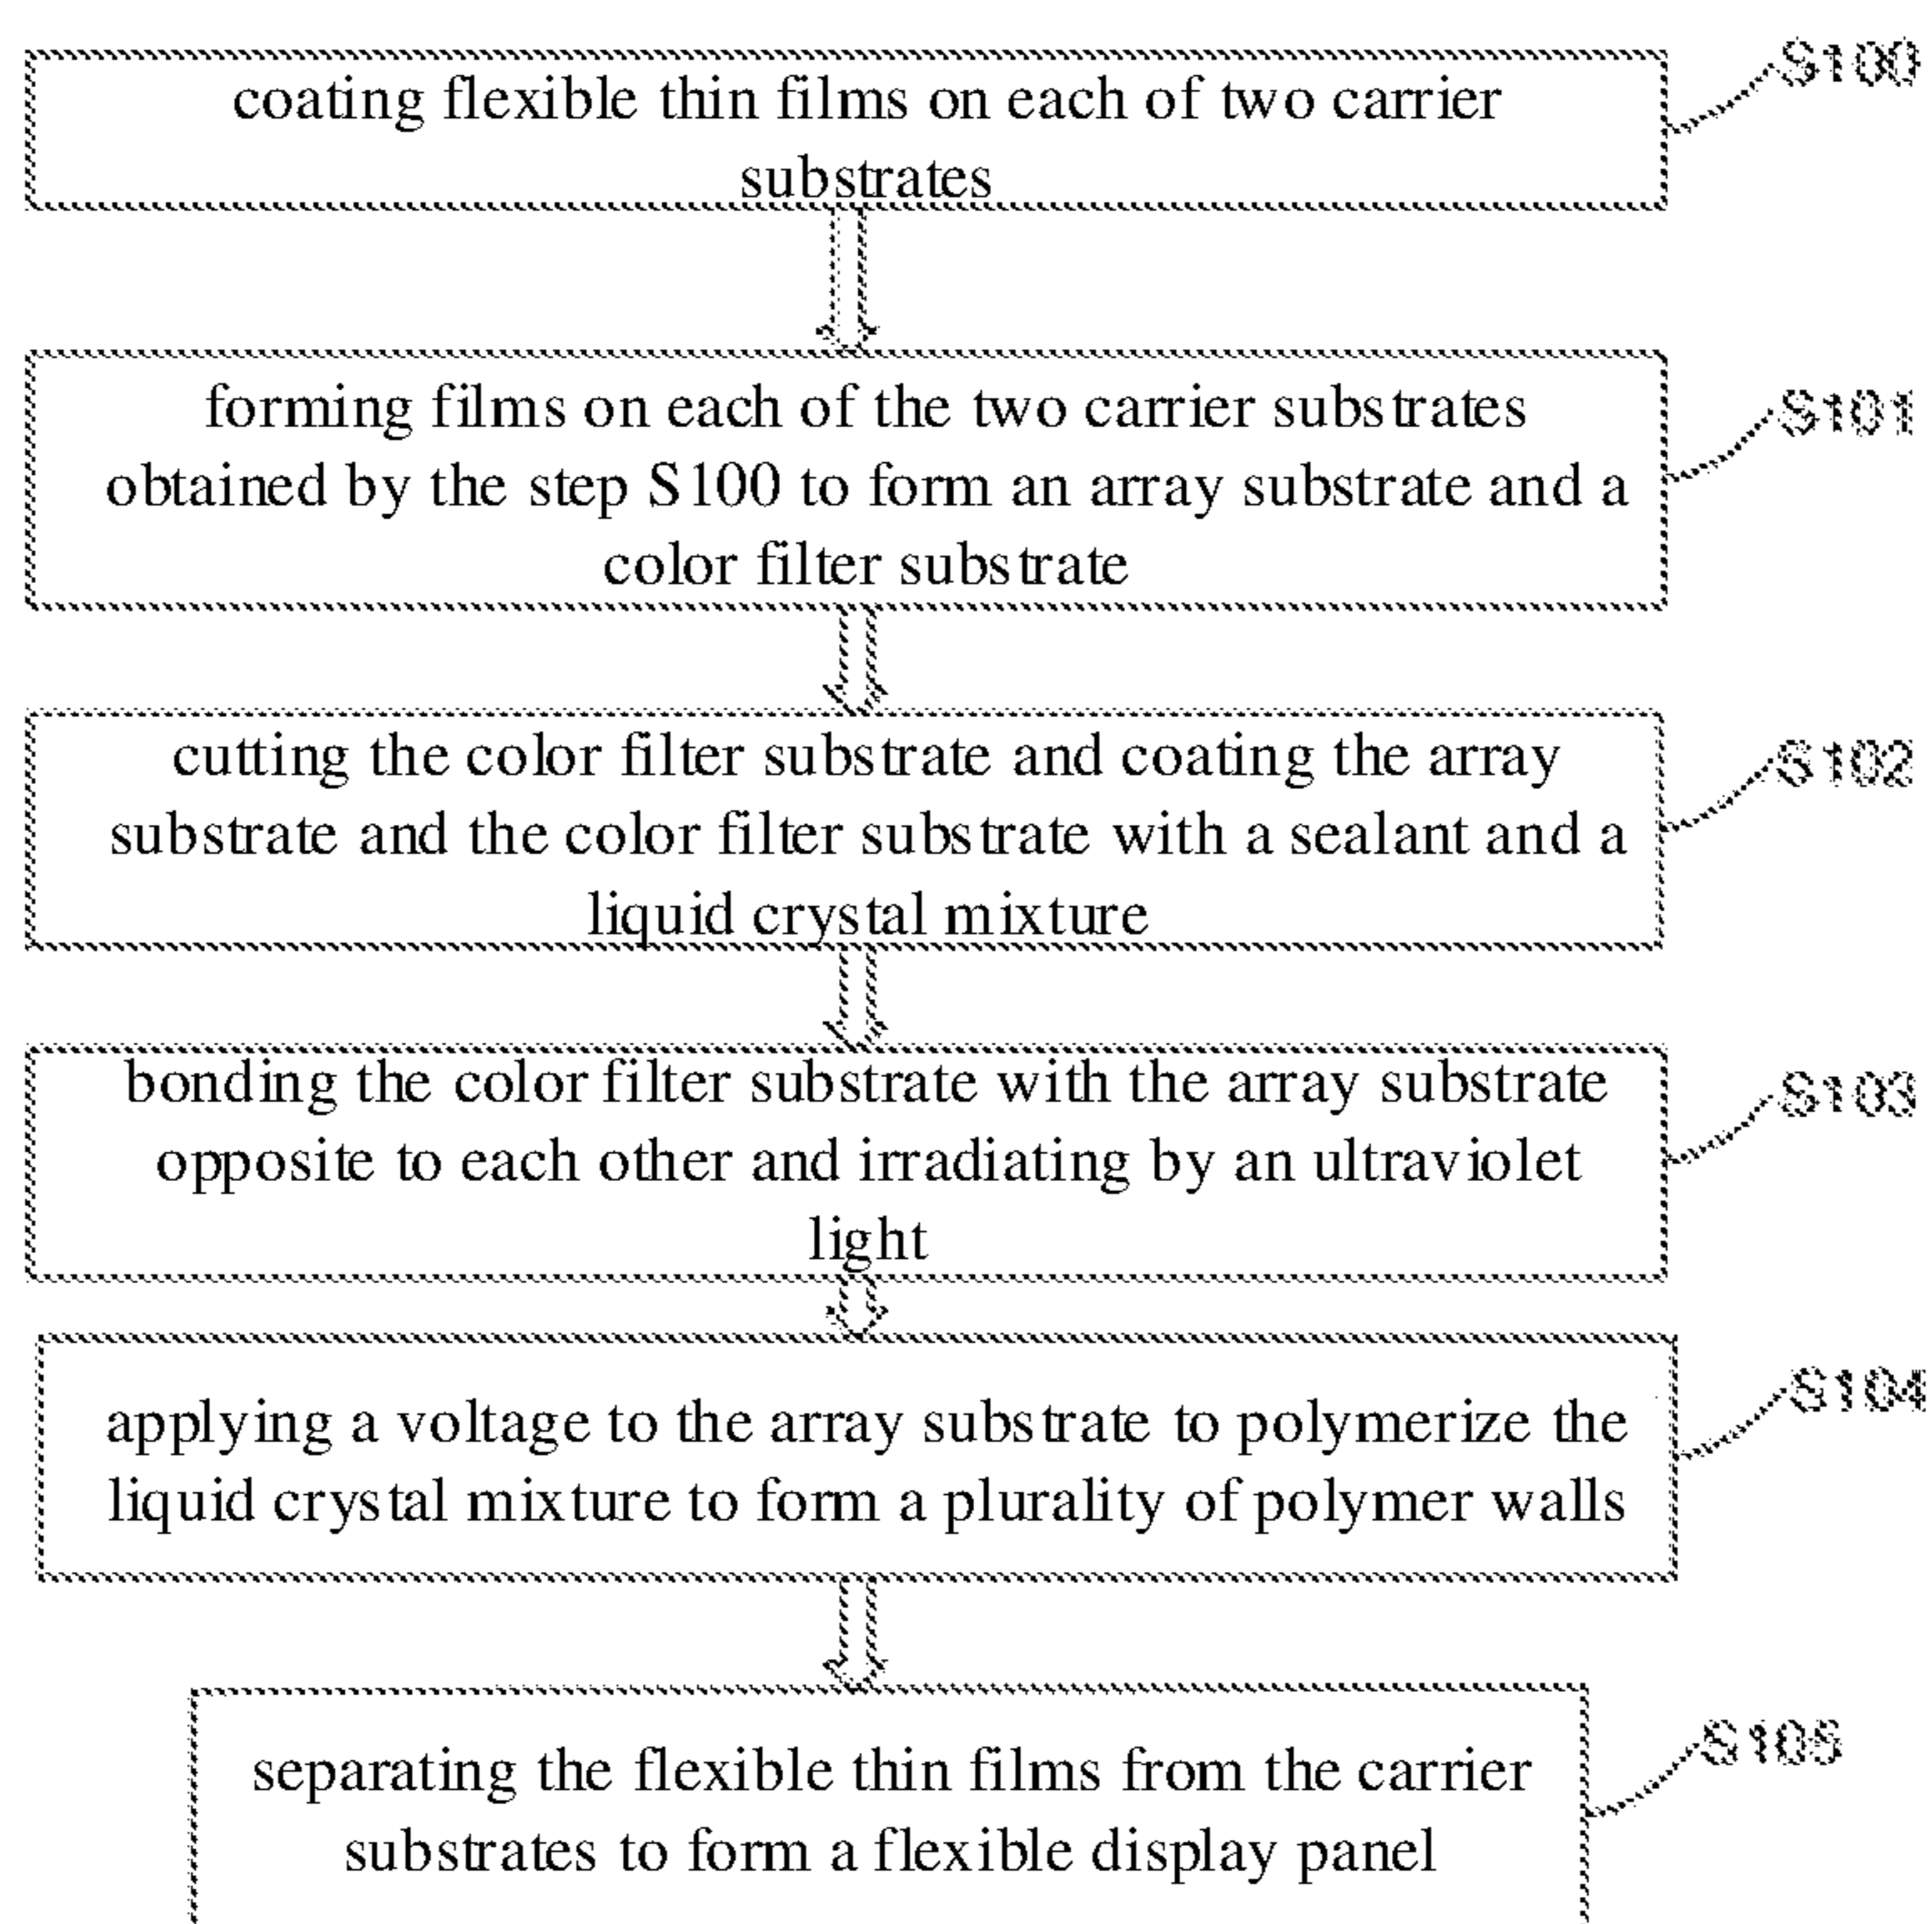 coating flexible thin films on each of two carrier
substrates
S100
forming films on each of the two carrier substrates
obtained by the step S100 to form an array substrate and a
color filter substrate
S101
cutting the color filter substrate and coating the array
substrate and the color filter substrate with a sealant and a
liquid crystal mixture
S102
bonding the color filter substrate with the array substrate
opposite to each other and irradiating by an ultraviolet
light
S103
applying a voltage to the array substrate to polymerize the
liquid crystal mixture to form a plurality of polymer walls
S104
separating the flexible thin films from the carrier
substrates to form a flexible display panel
S105